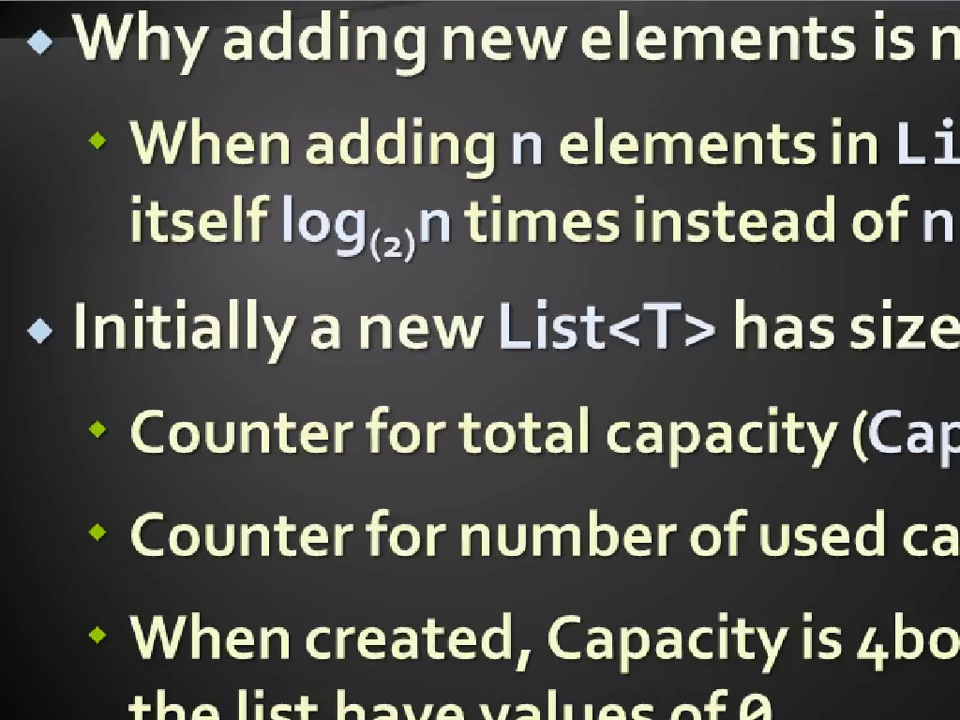 Why adding new elements is
When adding n elements in Li
itself log(2)n times instead of n
Initially a new List<T> has size
Counter for total capacity (Cap
Counter for number of used ca
When created, Capacity is 4bo
the list have values of 0